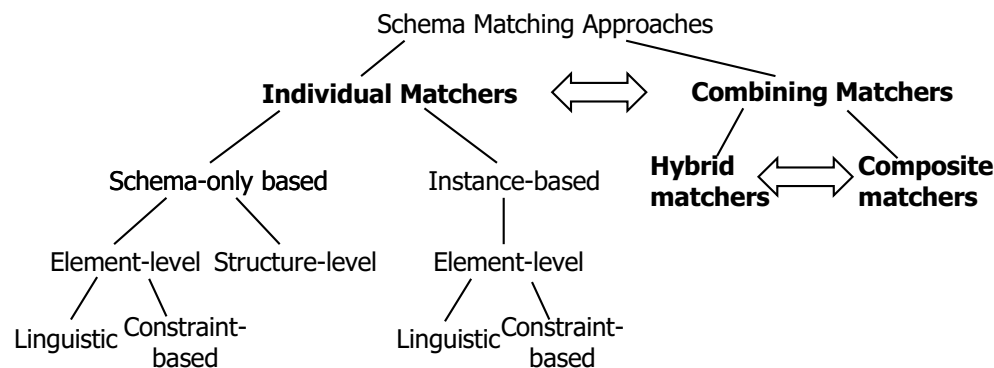 Schema Matching Approaches
Individual Matchers
Combining Matchers
Schema-only based
Instance-based
Hybrid
matchers
Composite
matchers
Element-level
Structure-level
Element-level
Linguistic
Constraint-
based
Linguistic
Constraint-
based